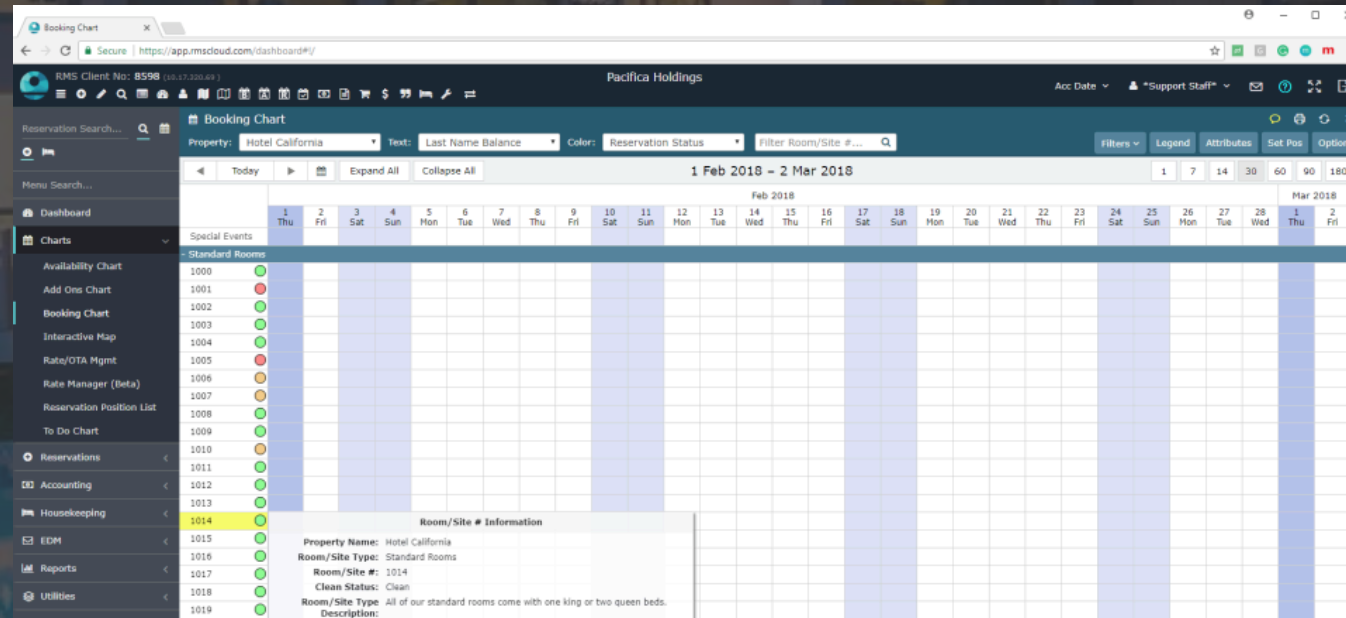 Booking Chart
Secure https://app.rmscloud.com/dashboard#!/
RMS Client No: 8598
Pacifica Holdings
Acc Date
*Support Staff*
Reservation Search...
Booking Chart
Property: Hotel California Text: Last Name Balance Color: Reservation Status Filter Room/Site #...
Filters Legend Attributes Set Pos Option
Menu Search...
Today Expand All Collapse All 1 Feb 2018 – 2 Mar 2018 1 7 14 30 60 90 180
Feb 2018 Mar 2018
1 2 3 4 5 6 7 8 9 10 11 12 13 14 15 16 17 18 19 20 21 22 23 24 25 26 27 28 1 2
Thu Fri Sat Sun Mon Tue Wed Thu Fri Sat Sun Mon Tue Wed Thu Fri Sat Sun Mon Tue Wed Thu Fri Sat Sun Mon Tue Wed Thu Fri
Special Events
- Standard Rooms
Dashboard
Charts
Availability Chart
Add Ons Chart
Booking Chart
Interactive Map
Rate/OTA Mgmt
Rate Manager (Beta)
Reservation Position List
To Do Chart
Reservations
Accounting
Housekeeping
EDM
Reports
Utilities
1000
1001
1002
1003
1004
1005
1006
1007
1008
1009
1010
1011
1012
1013
1014
1015
1016
1017
1018
1019
Room/Site # Information
Property Name: Hotel California
Room/Site Type: Standard Rooms
Room/Site #: 1014
Clean Status: Clean
Room/Site Type Description: All of our standard rooms come with one king or two queen beds.